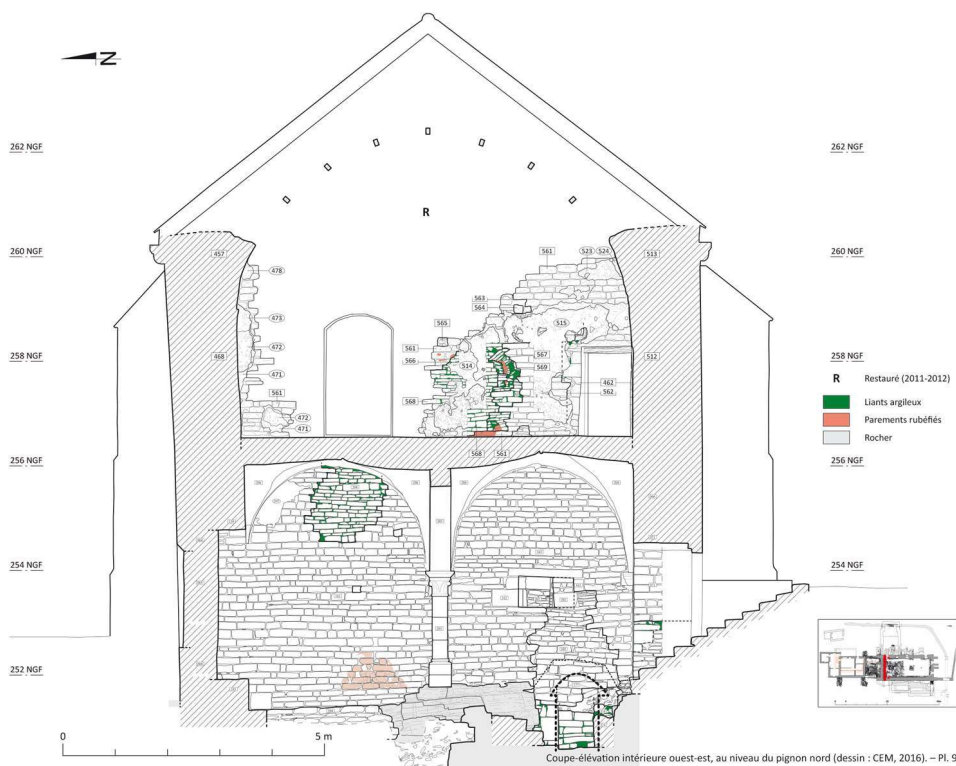 N
262 NGF
262 NGF
R
260 NGF
260 NGF
457
561
523
524
513
478
563
564
473
565
515
258 NGF
258 NGF
468
472
561
566
514
567
569
512
R Restauré (2011-2012)
471
462
562
Liants argileux
561
568
Parements rubéfiés
472
471
Rocher
256 NGF
568
561
256 NGF
254 NGF
254 NGF
252 NGF
0
5 m
Coupe-élévation intérieure ouest-est, au niveau du pignon nord (dessin : CEM, 2016). – Pl. 9